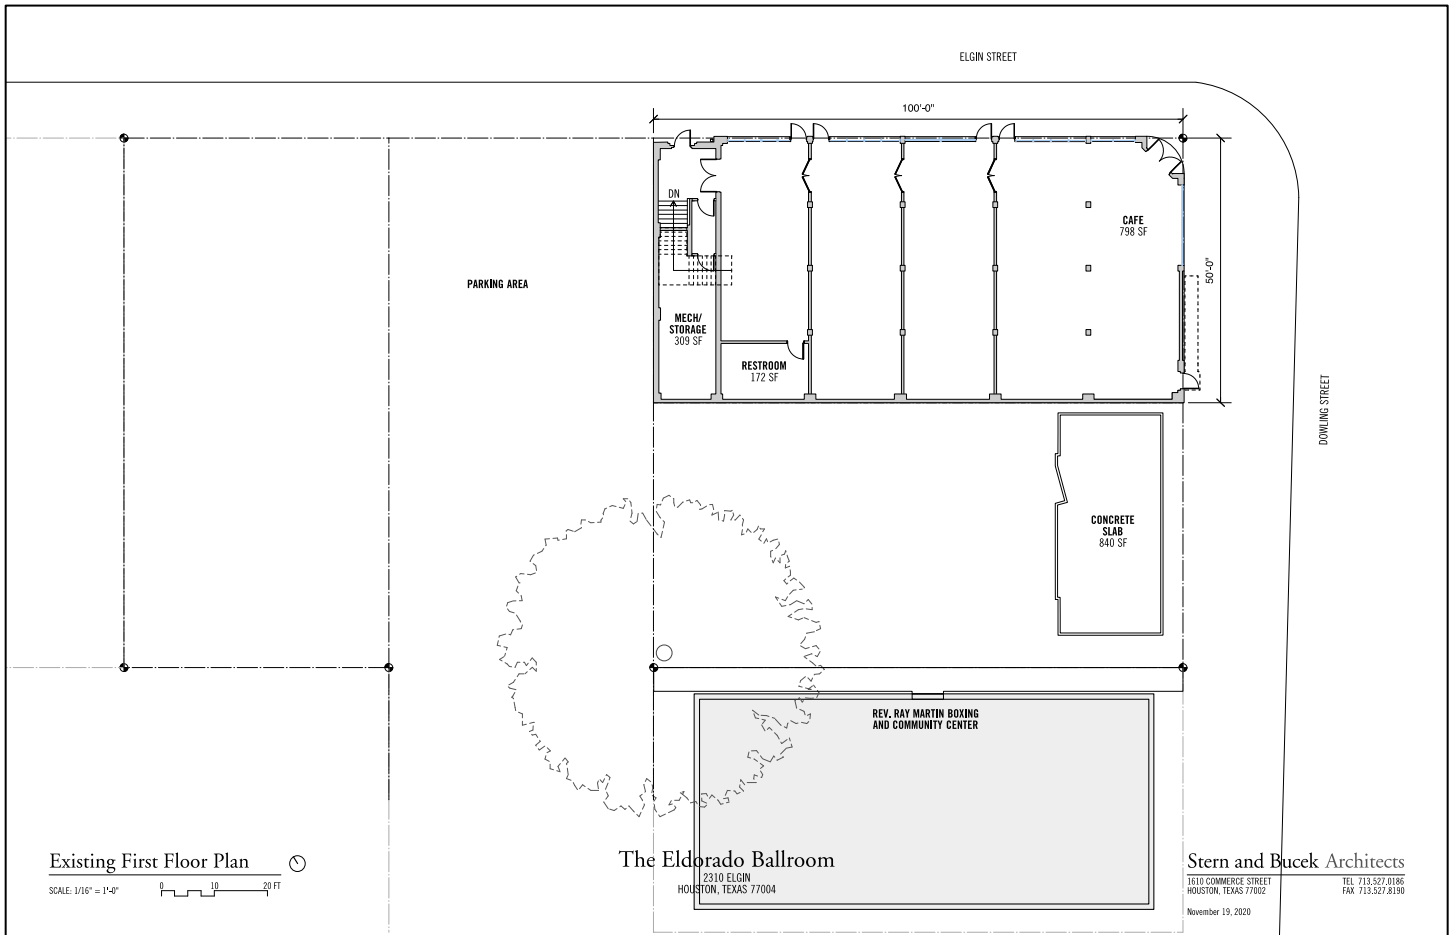 ELGIN STREET
100'-0"
DN
CAFE
798 SF
50'-0"
PARKING AREA
MECH/
STORAGE
309 SF
RESTROOM
172 SF
DOWLING STREET
CONCRETE
SLAB
840 SF
REV. RAY MARTIN BOXING
AND COMMUNITY CENTER
Existing First Floor Plan
SCALE: 1/16" = 1'-0"
0 10 20 FT
The Eldorado Ballroom
2310 ELGIN
HOUSTON, TEXAS 77004
Stern and Bucek Architects
1610 COMMERCE STREET TEL 713.527.0186
HOUSTON, TEXAS 77002 FAX 713.527.8190
November 19, 2020